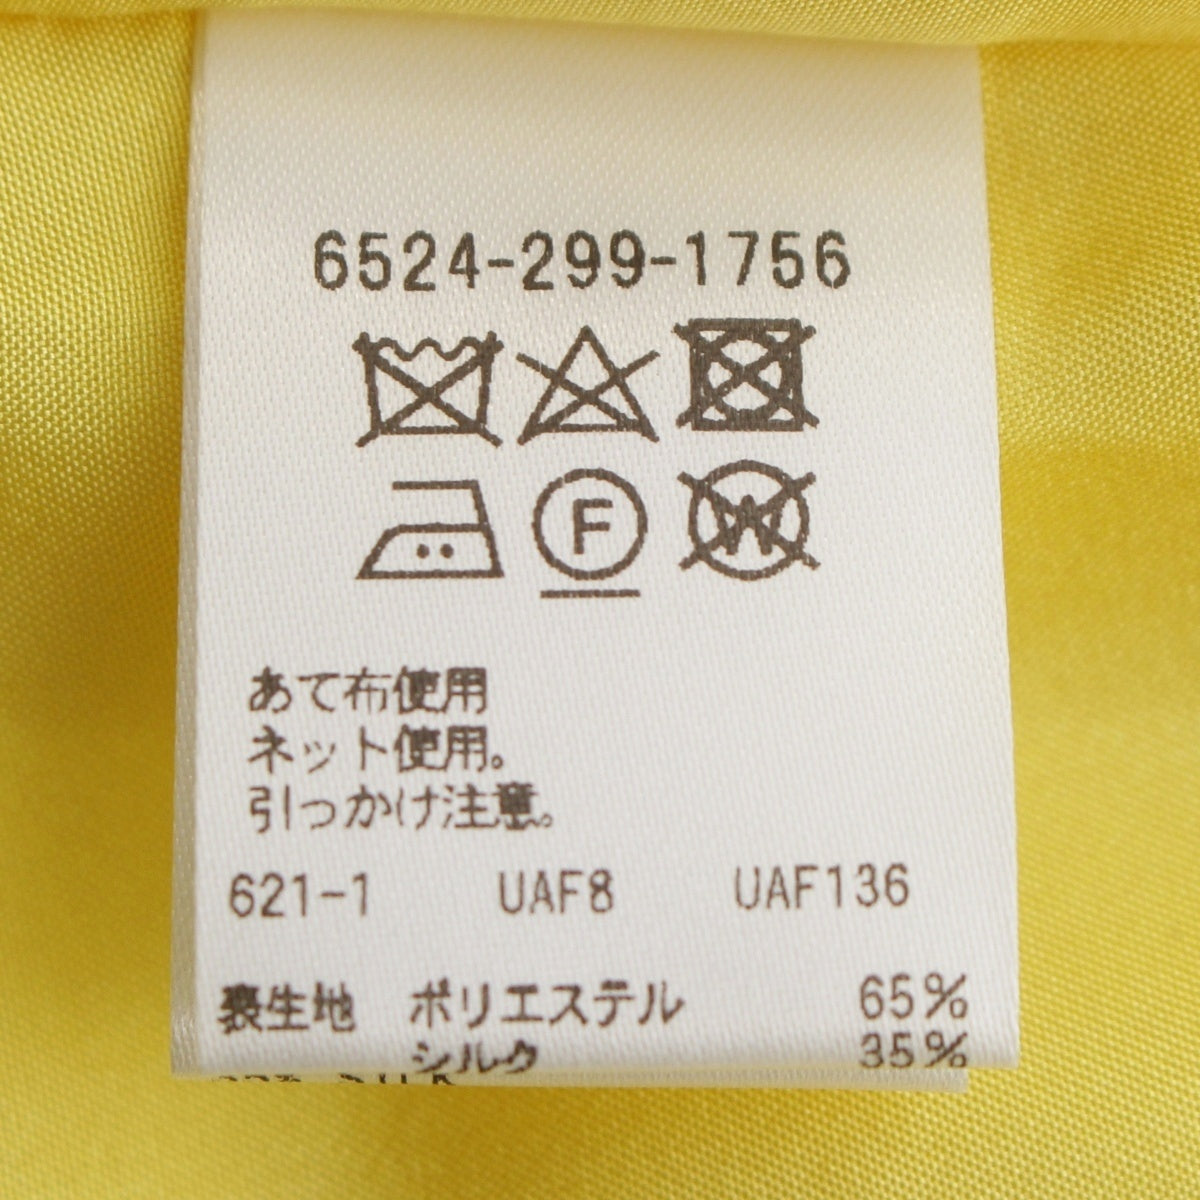 6524-299-1756
F
W
あて布使用
ネット使用。
引っかけ注意。
621-1 UAF8 UAF136
表生地 ポリエステル 65%
シルク 35%